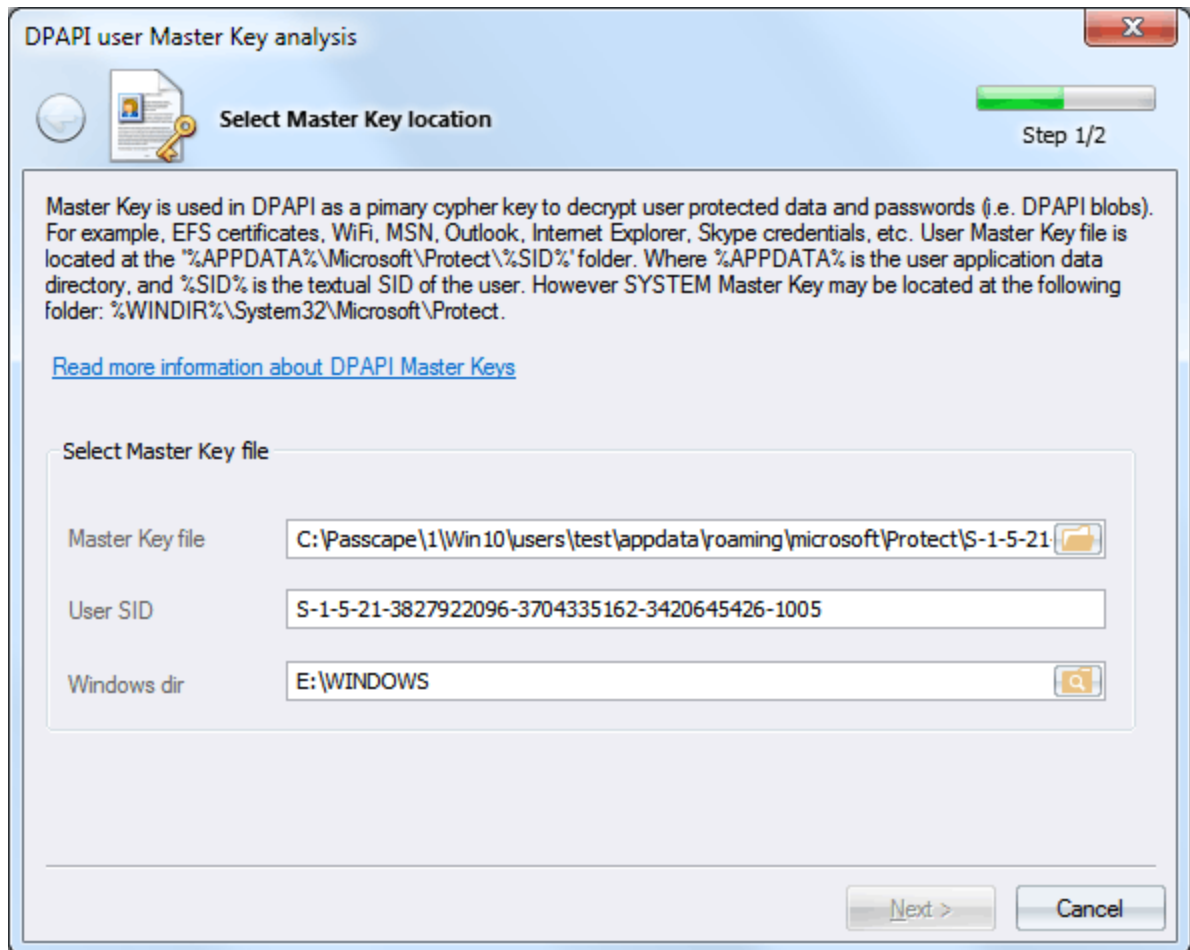 DPAPI user Master Key analysis
X
Select Master Key location
Step 1/2
Master Key is used in DPAPI as a pimary cypher key to decrypt user protected data and passwords (i.e. DPAPI blobs).
For example, EFS certificates, WiFi, MSN, Outlook, Internet Explorer, Skype credentials, etc. User Master Key file is
located at the '%APPDATA%\Microsoft\Protect\%SID%' folder. Where %APPDATA% is the user application data
directory, and %SID% is the textual SID of the user. However SYSTEM Master Key may be located at the following
folder: %WINDIR%\System32\Microsoft\Protect.
Read more information about DPAPI Master Keys
Select Master Key file
Master Key file
C:\Passcape\1\Win10\users\test\appdata\roaming\microsoft\Protect\S-1-5-21-
User SID
S-1-5-21-3827922096-3704335162-3420645426-1005
Windows dir
E:\WINDOWS
Next >
Cancel